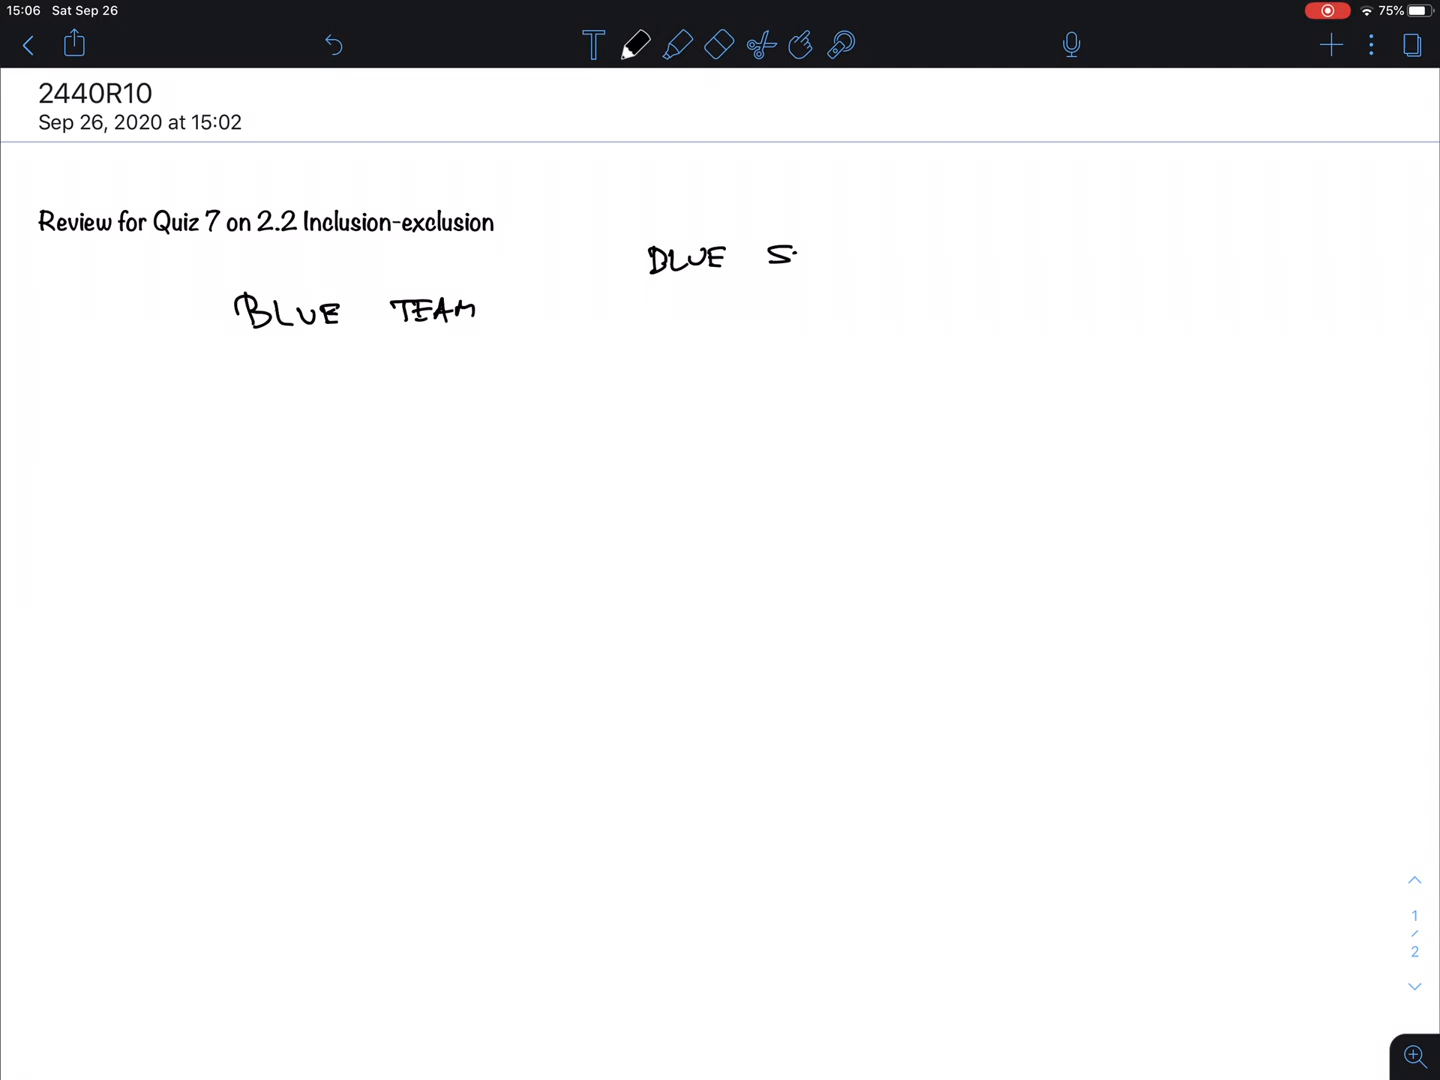 15:06 Sat Sep 26
75%
2440R10
Sep 26, 2020 at 15:02
Review for Quiz 7 on 2.2 Inclusion-exclusion
BLUE S
BLUE TEAM
1
/
2